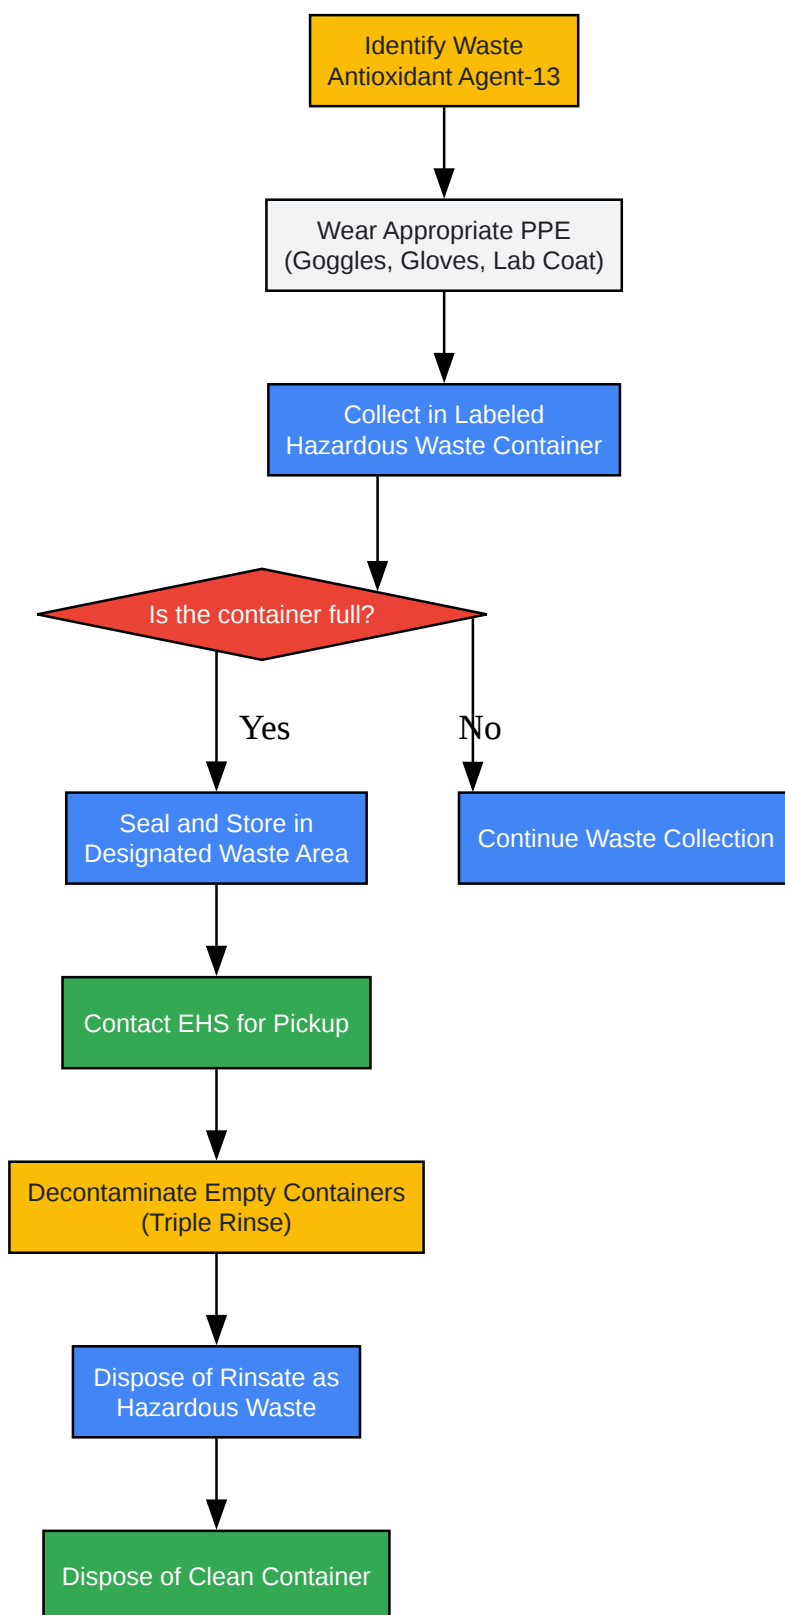 Identify Waste
Antioxidant Agent-13
Wear Appropriate PPE
(Goggles, Gloves, Lab Coat)
Collect in Labeled
Hazardous Waste Container
Is the container full?
Yes
No
Seal and Store in
Designated Waste Area
Continue Waste Collection
Contact EHS for Pickup
Decontaminate Empty Containers
(Triple Rinse)
Dispose of Rinsate as
Hazardous Waste
Dispose of Clean Container